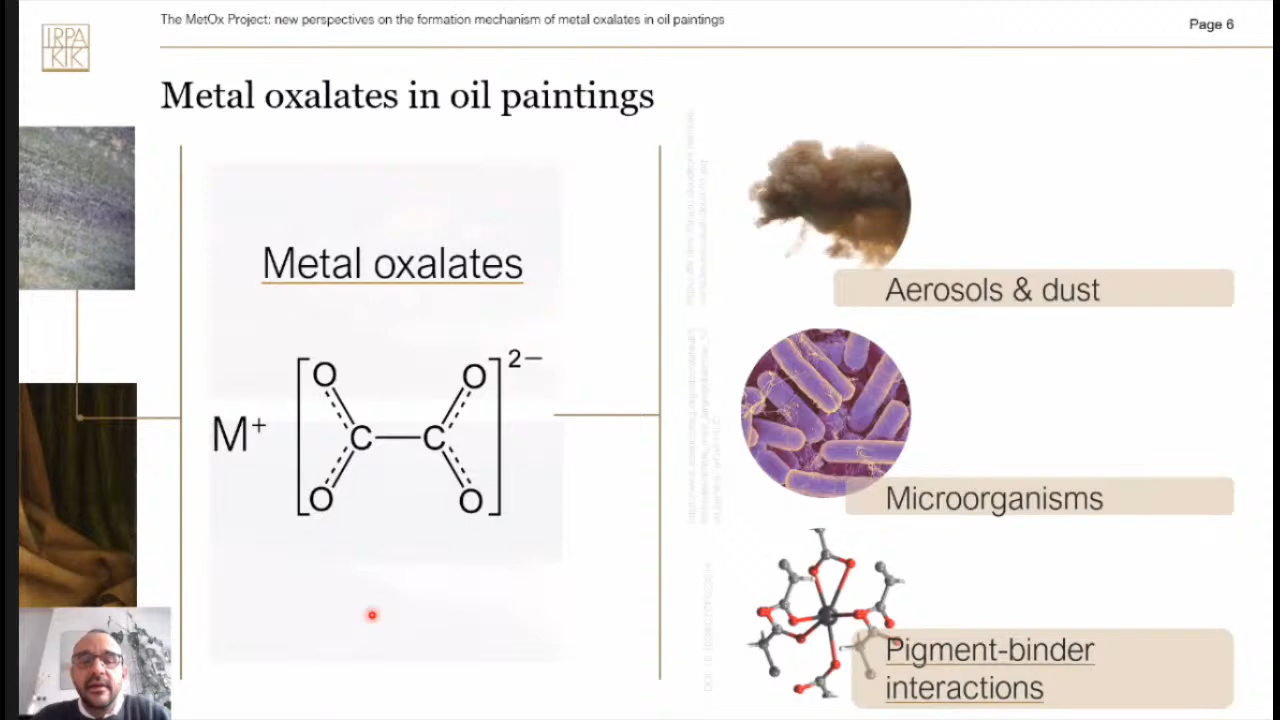 The MetOx Project: new perspectives on the formation mechanism of metal oxalates in oil paintings
Page 6
IRPA
KIK
Metal oxalates in oil paintings
Metal oxalates
M⁺
2−
O
O
C
C
O
O
Aerosols & dust
Microorganisms
Pigment-binder
interactions